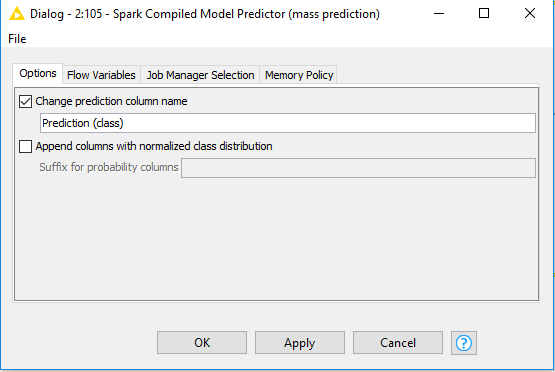 Dialog - 2:105 - Spark Compiled Model Predictor (mass prediction)
File
Options Flow Variables Job Manager Selection Memory Policy
Change prediction column name
Prediction (class)
Append columns with normalized class distribution
Suffix for probability columns
OK Apply Cancel ?